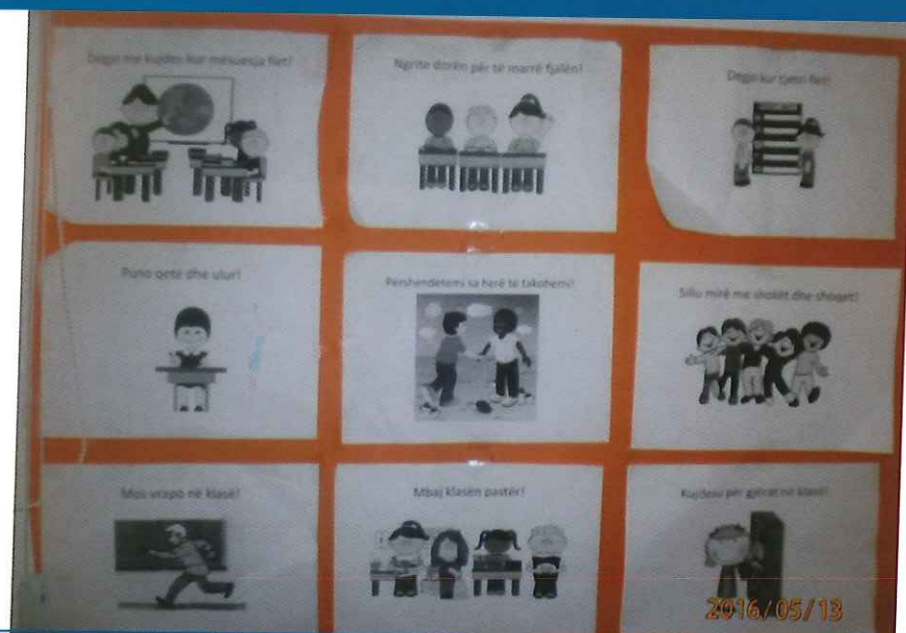 Dëgjo me kujdes kur mësuesja flet!
Ngrite dorën për të marrë fjalën!
Dëgjo kur tjetri flet!
Puno qetë dhe ulur!
Përshendetemi sa herë të takohemi!
Sillu mirë me shokët dhe shoqet!
Mos vrapo në klasë!
Mbaj klasën pastër!
Kujdesu për gjërat në klasë!
2016/05/13